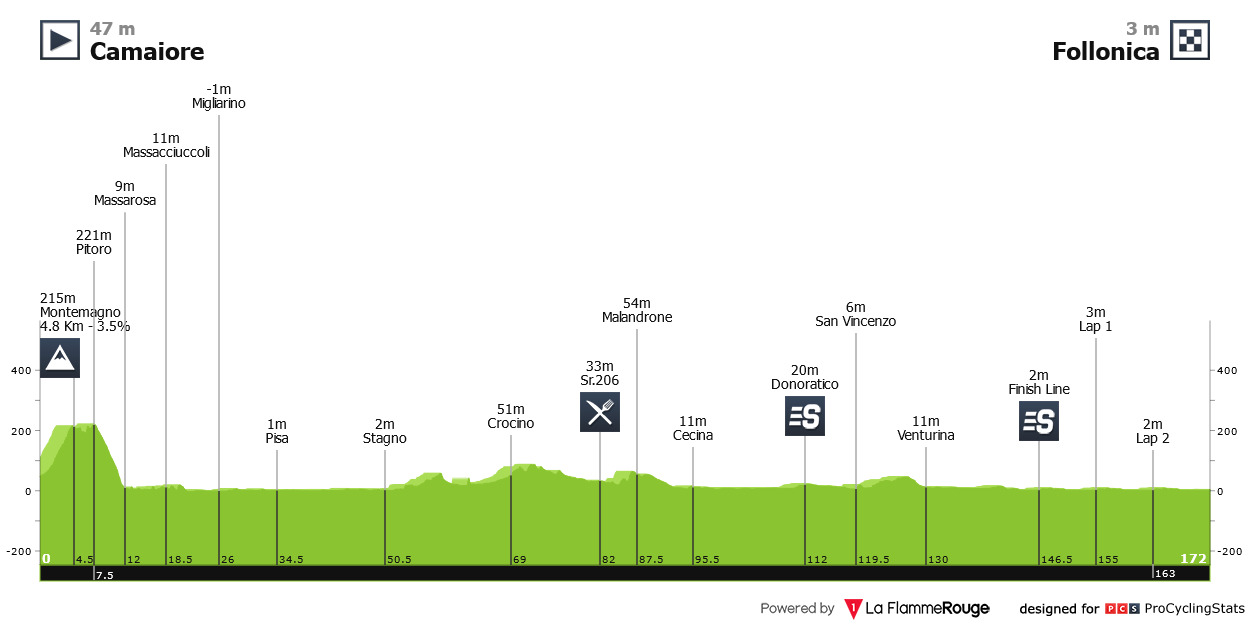 47 m
Camaiore
3 m
Follonica
-1m
Migliarino
11m
Massacciuccoli
9m
Massarosa
221m
Pitoro
215m
Montemagno
4.8 Km - 3.5%
54m
Malandrone
6m
San Vincenzo
3m
Lap 1
33m
Sr.206
20m
Donoratico
S
2m
Finish Line
S
51m
Crocino
1m
Pisa
2m
Stagno
11m
Cecina
11m
Venturina
2m
Lap 2
400
200
0
-200
400
200
0
-200
0 4.5 12 18.5 26 34.5 50.5 69 82 87.5 95.5 112 119.5 130 146.5 155 172
7.5 163
Powered by 1 La FlammeRouge designed for PCS ProCyclingStats